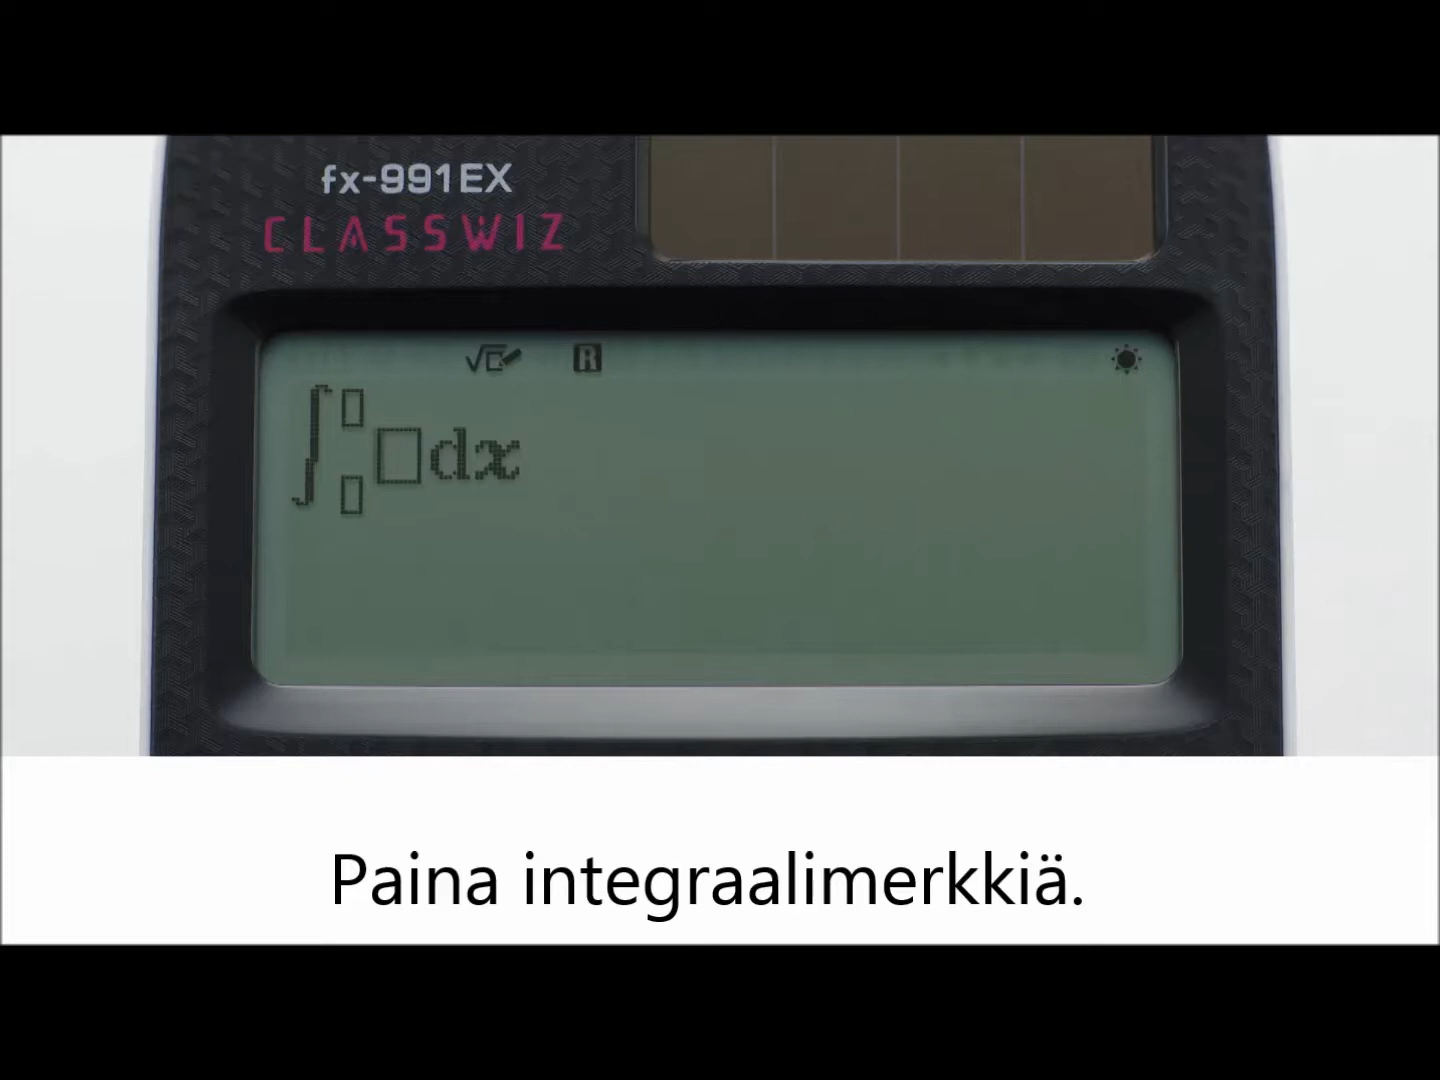 fx-991EX
CLASSWIZ
√□ R
∫□□□dx
Paina integraalimerkkiä.